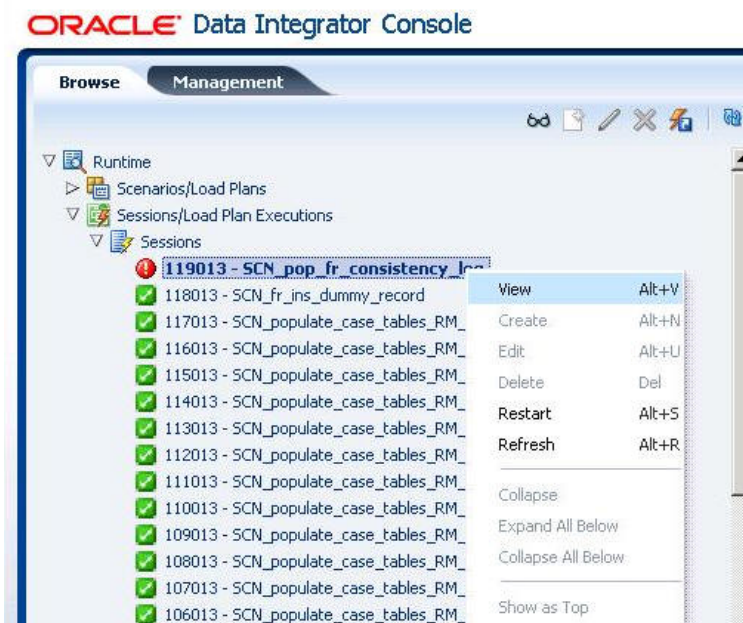 ORACLE Data Integrator Console
Browse Management
Runtime
Scenarios/Load Plans
Sessions/Load Plan Executions
Sessions
119013 - SCN_pop_fr_consistency_log
118013 - SCN_fr_ins_dummy_record
117013 - SCN_populate_case_tables_RM_
116013 - SCN_populate_case_tables_RM_
115013 - SCN_populate_case_tables_RM_
114013 - SCN_populate_case_tables_RM_
113013 - SCN_populate_case_tables_RM_
112013 - SCN_populate_case_tables_RM_
111013 - SCN_populate_case_tables_RM_
110013 - SCN_populate_case_tables_RM_
109013 - SCN_populate_case_tables_RM_
108013 - SCN_populate_case_tables_RM_
107013 - SCN_populate_case_tables_RM_
106013 - SCN_populate_case_tables_RM_
View Alt+V
Create Alt+N
Edit Alt+U
Delete Del
Restart Alt+S
Refresh Alt+R
Collapse
Expand All Below
Collapse All Below
Show as Top